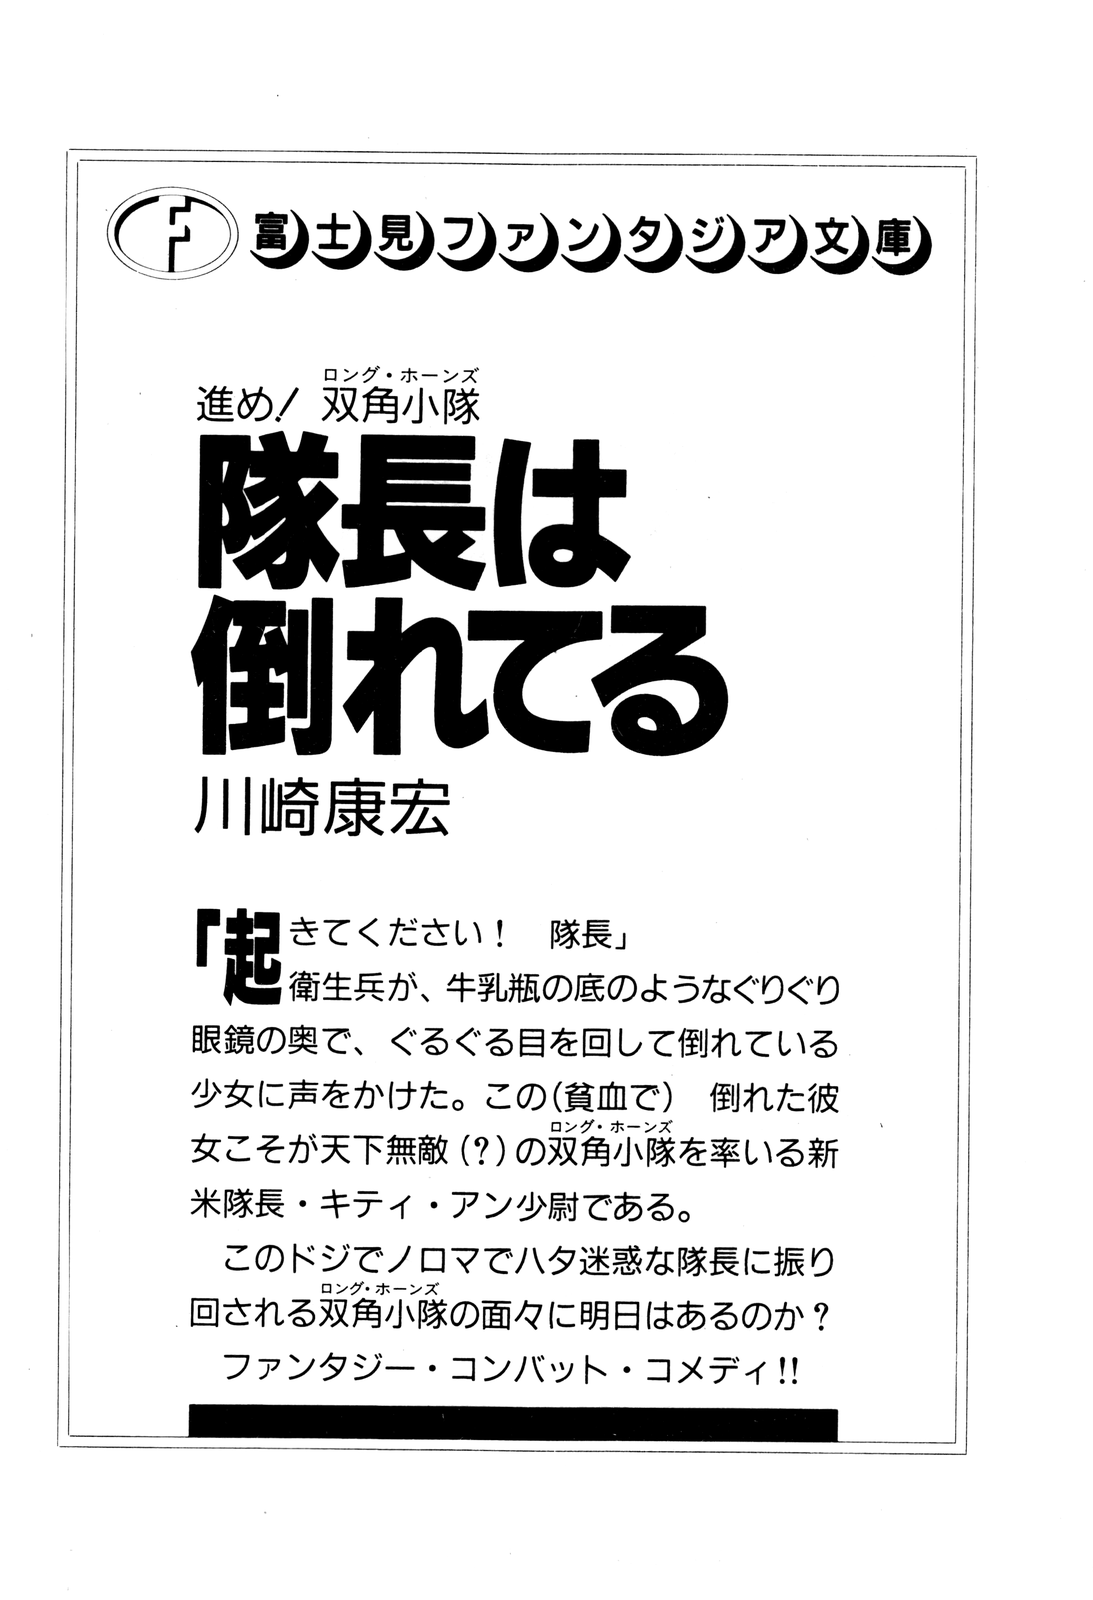 富士見ファンタジア文庫
ロング・ホーンズ
進め! 双角小隊
隊長は
倒れてる
川崎康宏
「起きてください! 隊長」
衛生兵が、牛乳瓶の底のようなぐりぐり
眼鏡の奥で、ぐるぐる目を回して倒れている
少女に声をかけた。この(貧血で) 倒れた彼
ロング・ホーンズ
女こそが天下無敵(?)の双角小隊を率いる新
米隊長・キティ・アン少尉である。
このドジでノロマでハタ迷惑な隊長に振り
ロング・ホーンズ
回される双角小隊の面々に明日はあるのか?
ファンタジー・コンバット・コメディ!!